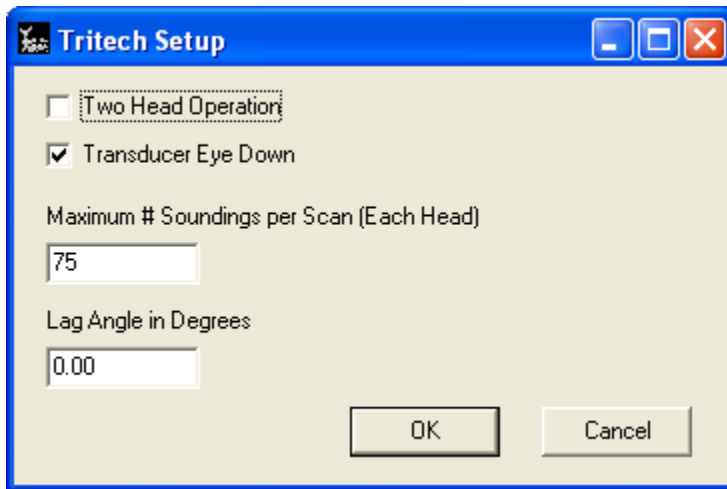 Tritech Setup
Two Head Operation
Transducer Eye Down
Maximum # Soundings per Scan (Each Head)
75
Lag Angle in Degrees
0.00
OK Cancel